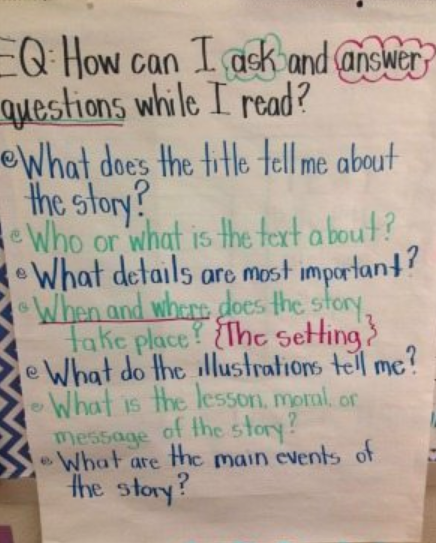 EQ: How can I ask and answer
questions while I read?
What does the title tell me about
the story?
Who or what is the text about?
What details are most important?
When and where does the story
take place? {The setting}
What do the illustrations tell me?
What is the lesson, moral, or
message of the story?
What are the main events of
the story?